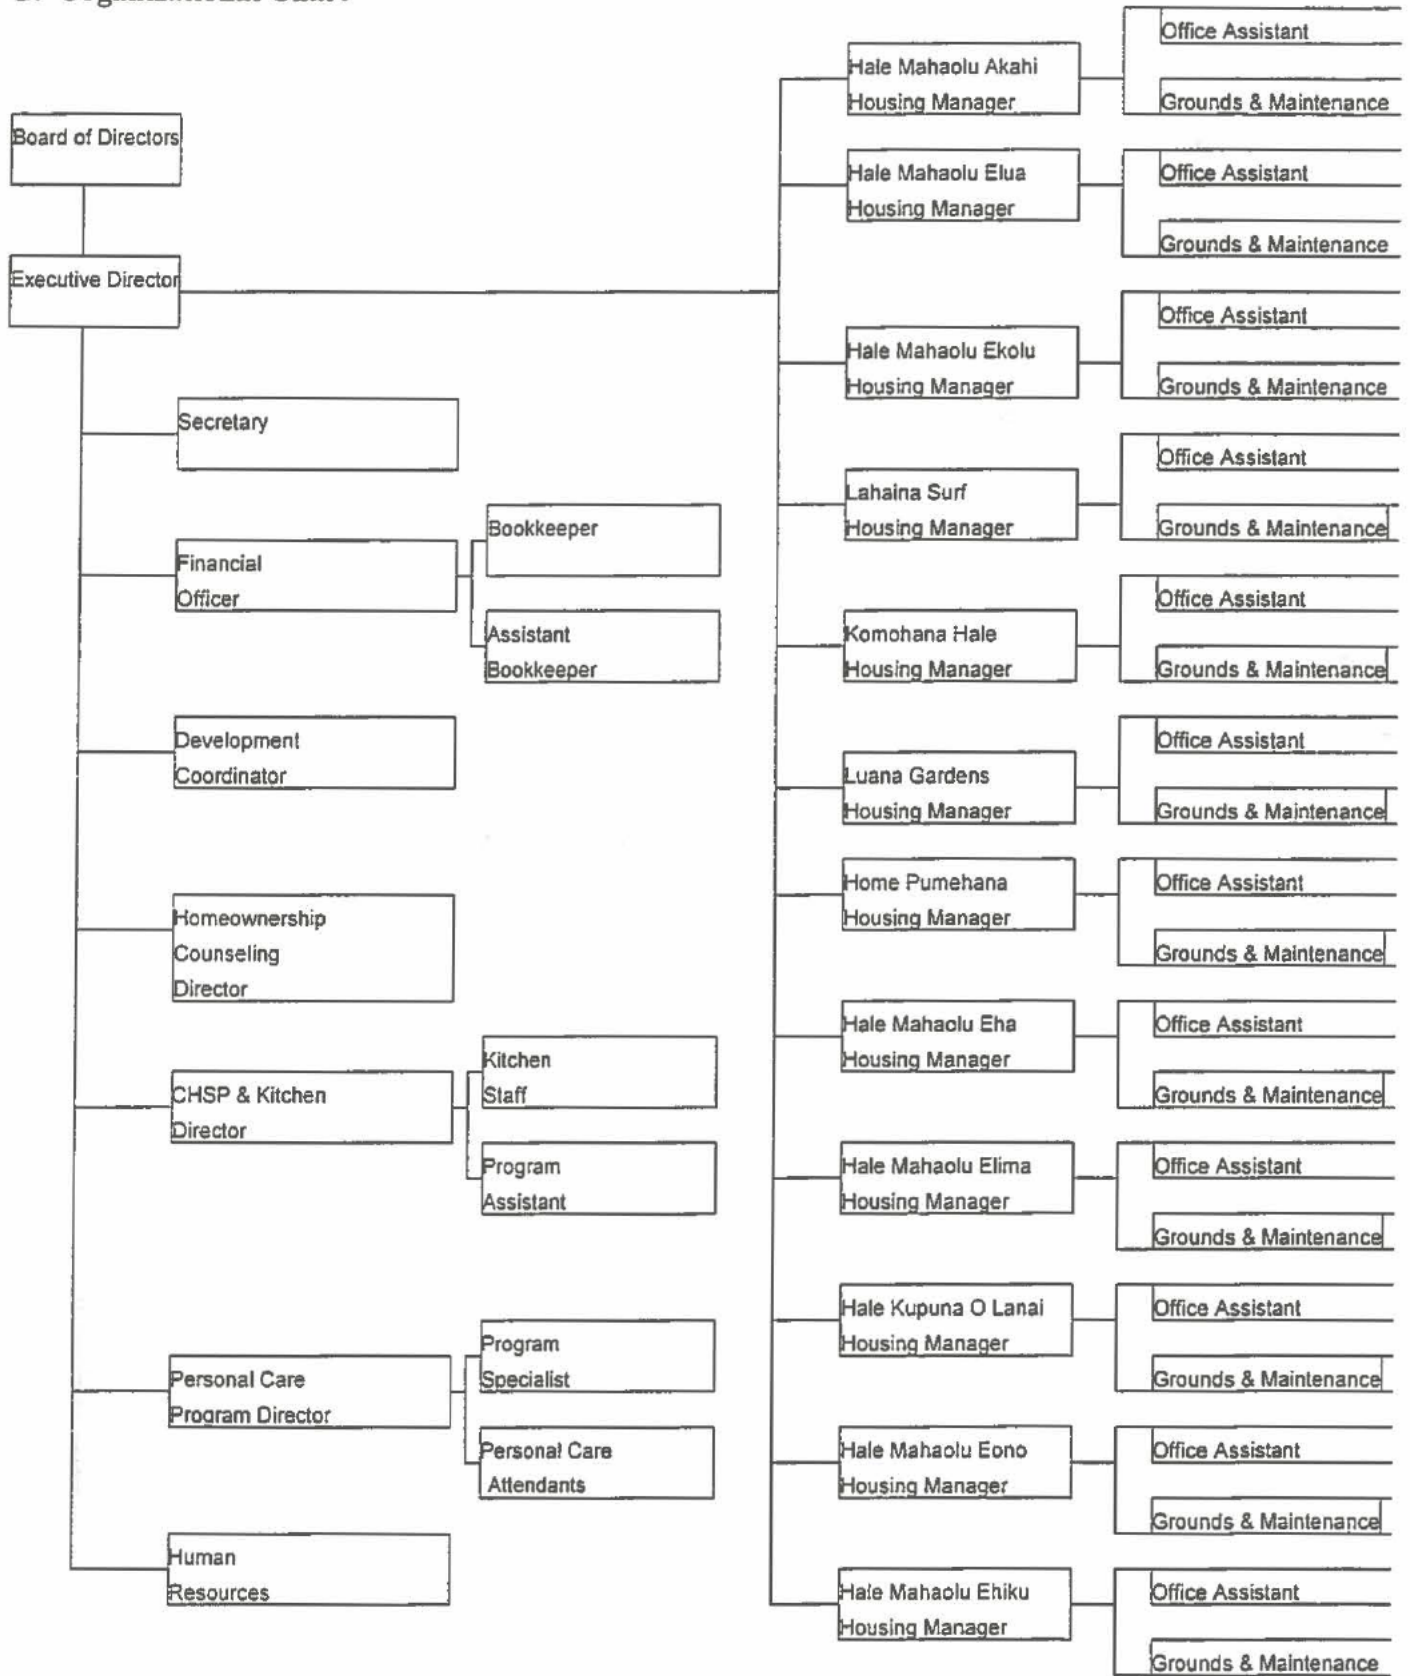 Board of Directors
Executive Director
Secretary
Financial
Officer
Bookkeeper
Assistant
Bookkeeper
Development
Coordinator
Homeownership
Counseling
Director
CHSP & Kitchen
Director
Kitchen
Staff
Program
Assistant
Personal Care
Program Director
Program
Specialist
Personal Care
Attendants
Human
Resources
Hale Mahaolu Akahi
Housing Manager
Office Assistant
Grounds & Maintenance
Hale Mahaolu Elua
Housing Manager
Office Assistant
Grounds & Maintenance
Hale Mahaolu Ekolu
Housing Manager
Office Assistant
Grounds & Maintenance
Lahaina Surf
Housing Manager
Office Assistant
Grounds & Maintenance
Komohana Hale
Housing Manager
Office Assistant
Grounds & Maintenance
Luana Gardens
Housing Manager
Office Assistant
Grounds & Maintenance
Home Pumehana
Housing Manager
Office Assistant
Grounds & Maintenance
Hale Mahaolu Eha
Housing Manager
Office Assistant
Grounds & Maintenance
Hale Mahaolu Elima
Housing Manager
Office Assistant
Grounds & Maintenance
Hale Kupuna O Lanai
Housing Manager
Office Assistant
Grounds & Maintenance
Hale Mahaolu Eono
Housing Manager
Office Assistant
Grounds & Maintenance
Hale Mahaolu Ehiku
Housing Manager
Office Assistant
Grounds & Maintenance